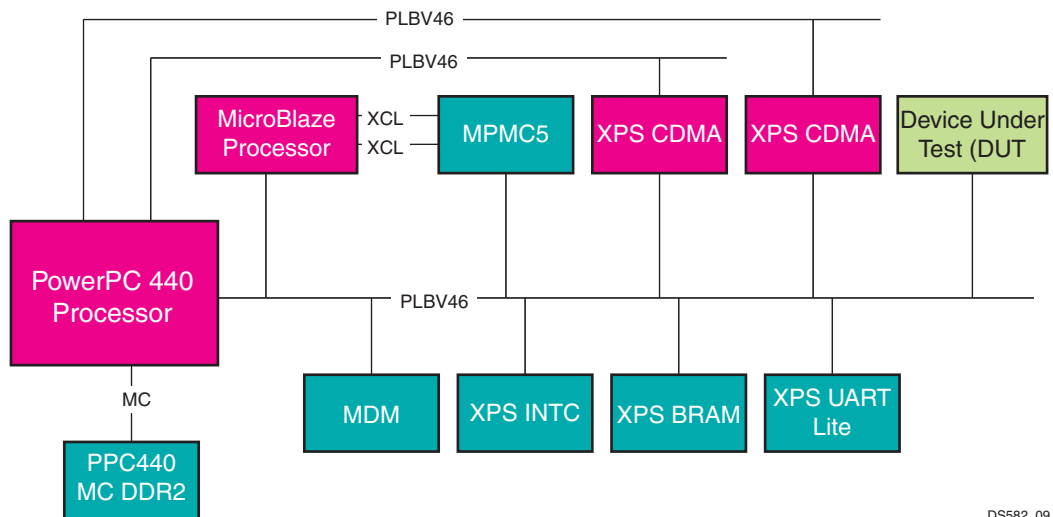 PLBV46
PLBV46
MicroBlaze
Processor
XCL
XCL
MPMC5
XPS CDMA
XPS CDMA
Device Under
Test (DUT
PowerPC 440
Processor
PLBV46
MC
MDM
XPS INTC
XPS BRAM
XPS UART
Lite
PPC440
MC DDR2
DS582_09